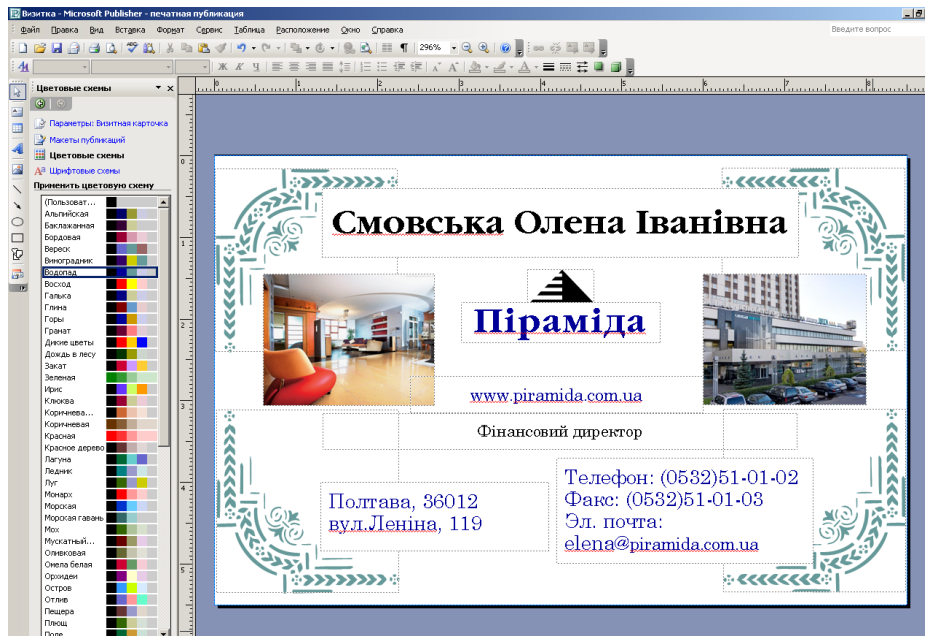 Визитка - Microsoft Publisher - печатная публикация
Файл Правка Вид Вставка Формат Сервис Таблица Расположение Окно Справка
Введите вопрос
296%
Ж К Ч
Цветовые схемы
Параметры: Визитная карточка
Макеты публикаций
Цветовые схемы
Шрифтовые схемы
Применить цветовую схему
(Пользоват...
Альпийская
Баклажанная
Бордовая
Вереск
Виноградник
Водопад
Восход
Галька
Глина
Горы
Гранат
Дикие цветы
Дождь в лесу
Закат
Зеленая
Ирис
Клюква
Коричнева...
Коричневая
Красная
Красное дерево
Лагуна
Ледник
Луг
Монарх
Морская
Морская гавань
Мох
Мускатный...
Оливковая
Омела белая
Орхидеи
Остров
Отлив
Пещера
Плющ
Поле
Смовська Олена Іванівна
Піраміда
www.piramida.com.ua
Фінансовий директор
Полтава, 36012
вул.Леніна, 119
Телефон: (0532)51-01-02
Факс: (0532)51-01-03
Эл. почта:
elena@piramida.com.ua